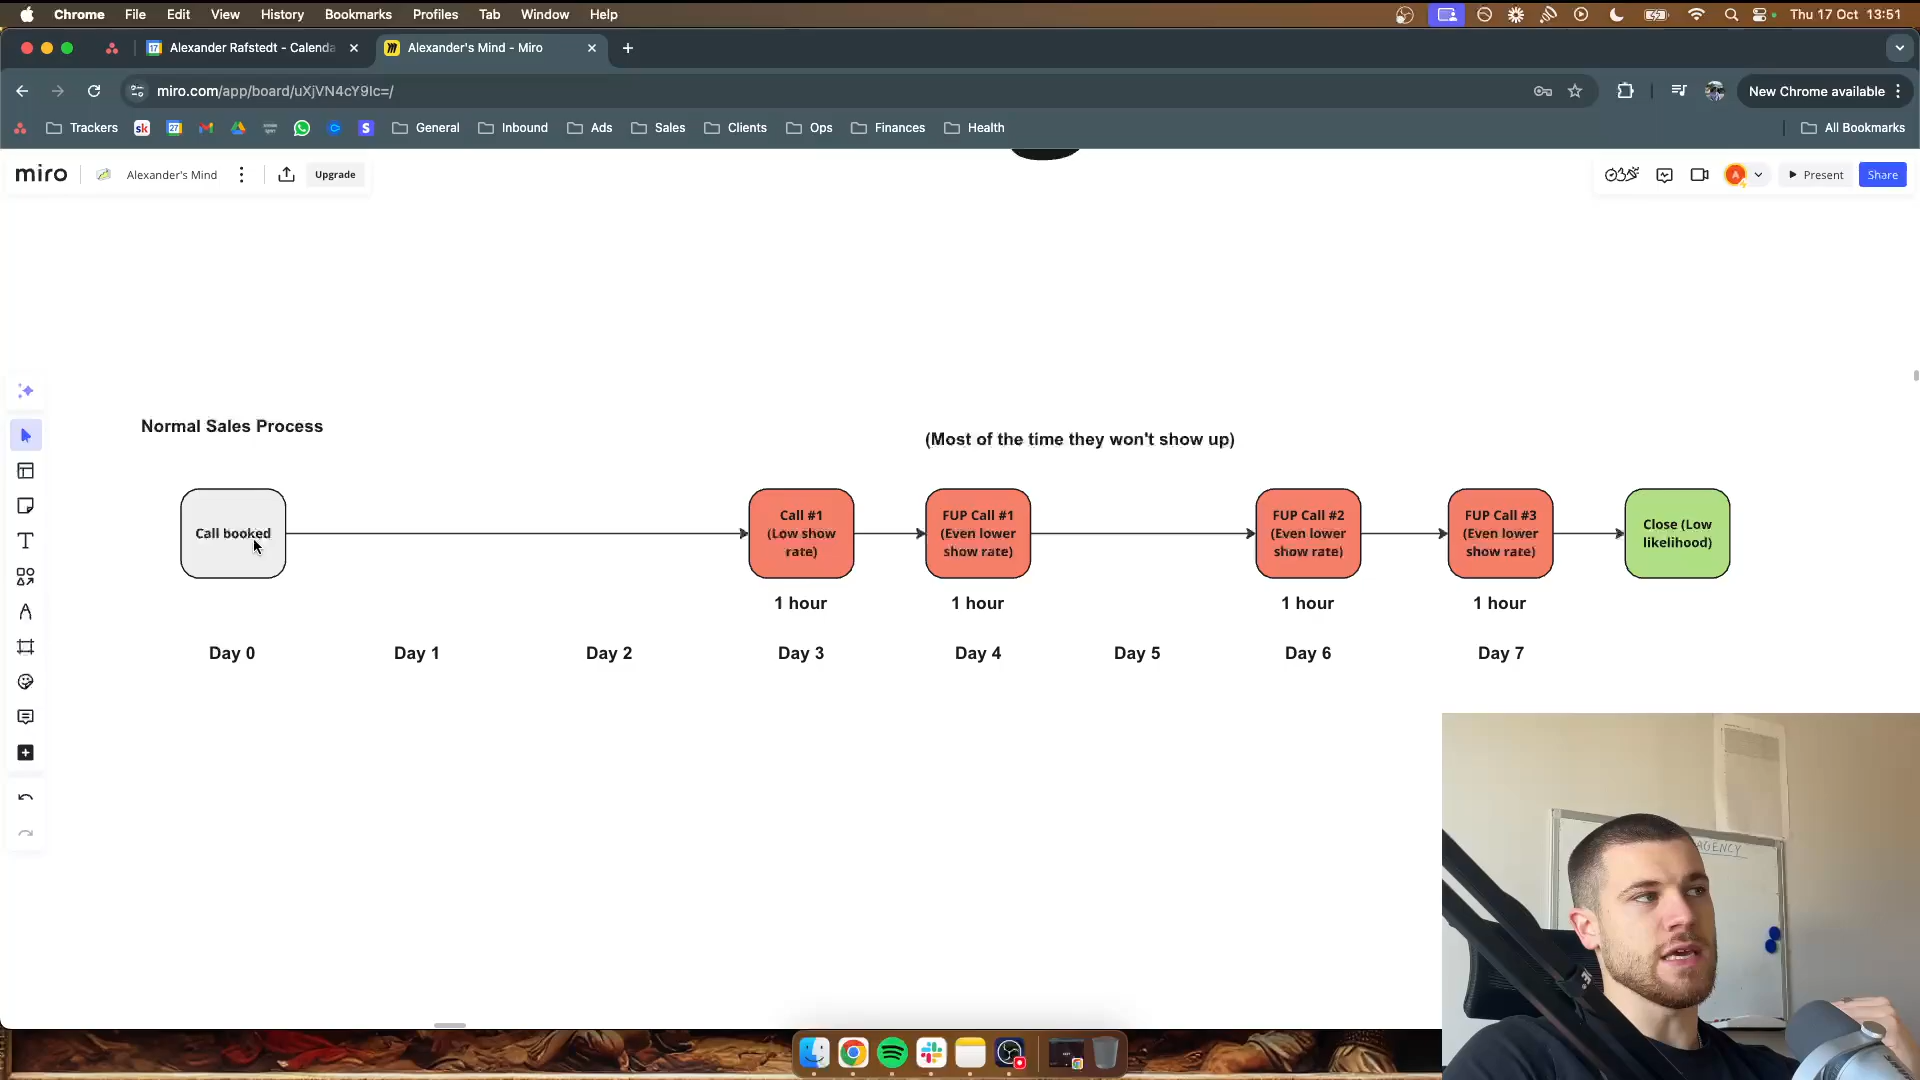 Chrome File Edit View History Bookmarks Profiles Tab Window Help
Thu 17 Oct 13:51
17 Alexander Rafstedt - Calenda
Alexander's Mind - Miro
miro.com/app/board/uXjVN4cY9Ic=/
New Chrome available
Trackers
sk
27
S
General
Inbound
Ads
Sales
Clients
Ops
Finances
Health
All Bookmarks
miro
Alexander's Mind
Upgrade
A
Present
Share
Normal Sales Process
(Most of the time they won't show up)
Call booked
Call #1
(Low show
rate)
FUP Call #1
(Even lower
show rate)
FUP Call #2
(Even lower
show rate)
FUP Call #3
(Even lower
show rate)
Close (Low
likelihood)
1 hour
1 hour
1 hour
1 hour
Day 0
Day 1
Day 2
Day 3
Day 4
Day 5
Day 6
Day 7
AGENCY